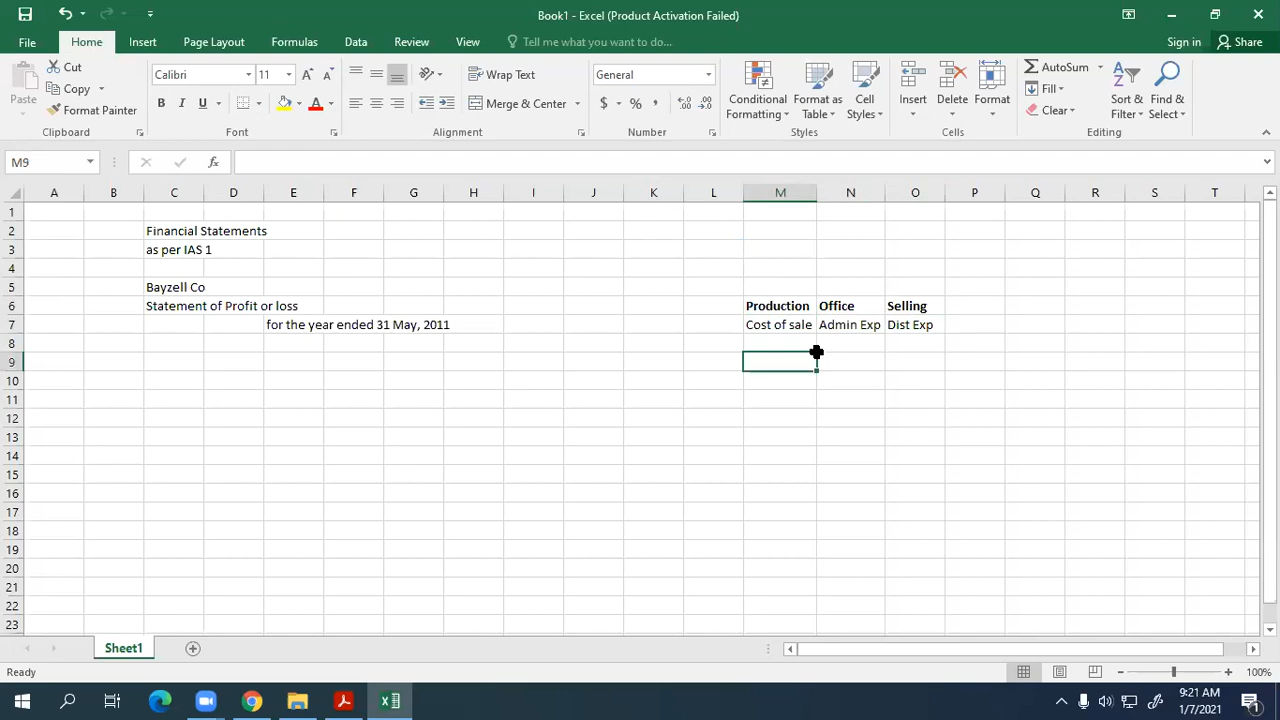 Book1 - Excel (Product Activation Failed)
File Home Insert Page Layout Formulas Data Review View Tell me what you want to do... Sign in Share
Paste Cut Copy Format Painter
Calibri 11
B I U A
Wrap Text
Merge & Center
General
$ %
Conditional Formatting
Format as Table
Cell Styles
Insert Delete Format
AutoSum
Fill
Clear
Sort & Filter
Find & Select
Clipboard Font Alignment Number Styles Cells Editing
M9 fx
A B C D E F G H I J K L M N O P Q R S T
1
2 Financial Statements
3 as per IAS 1
4
5 Bayzell Co
6 Statement of Profit or loss Production Office Selling
7 for the year ended 31 May, 2011 Cost of sale Admin Exp Dist Exp
8
9
10
11
12
13
14
15
16
17
18
19
20
21
22
23
Sheet1
Ready 100%
9:21 AM
1/7/2021
1